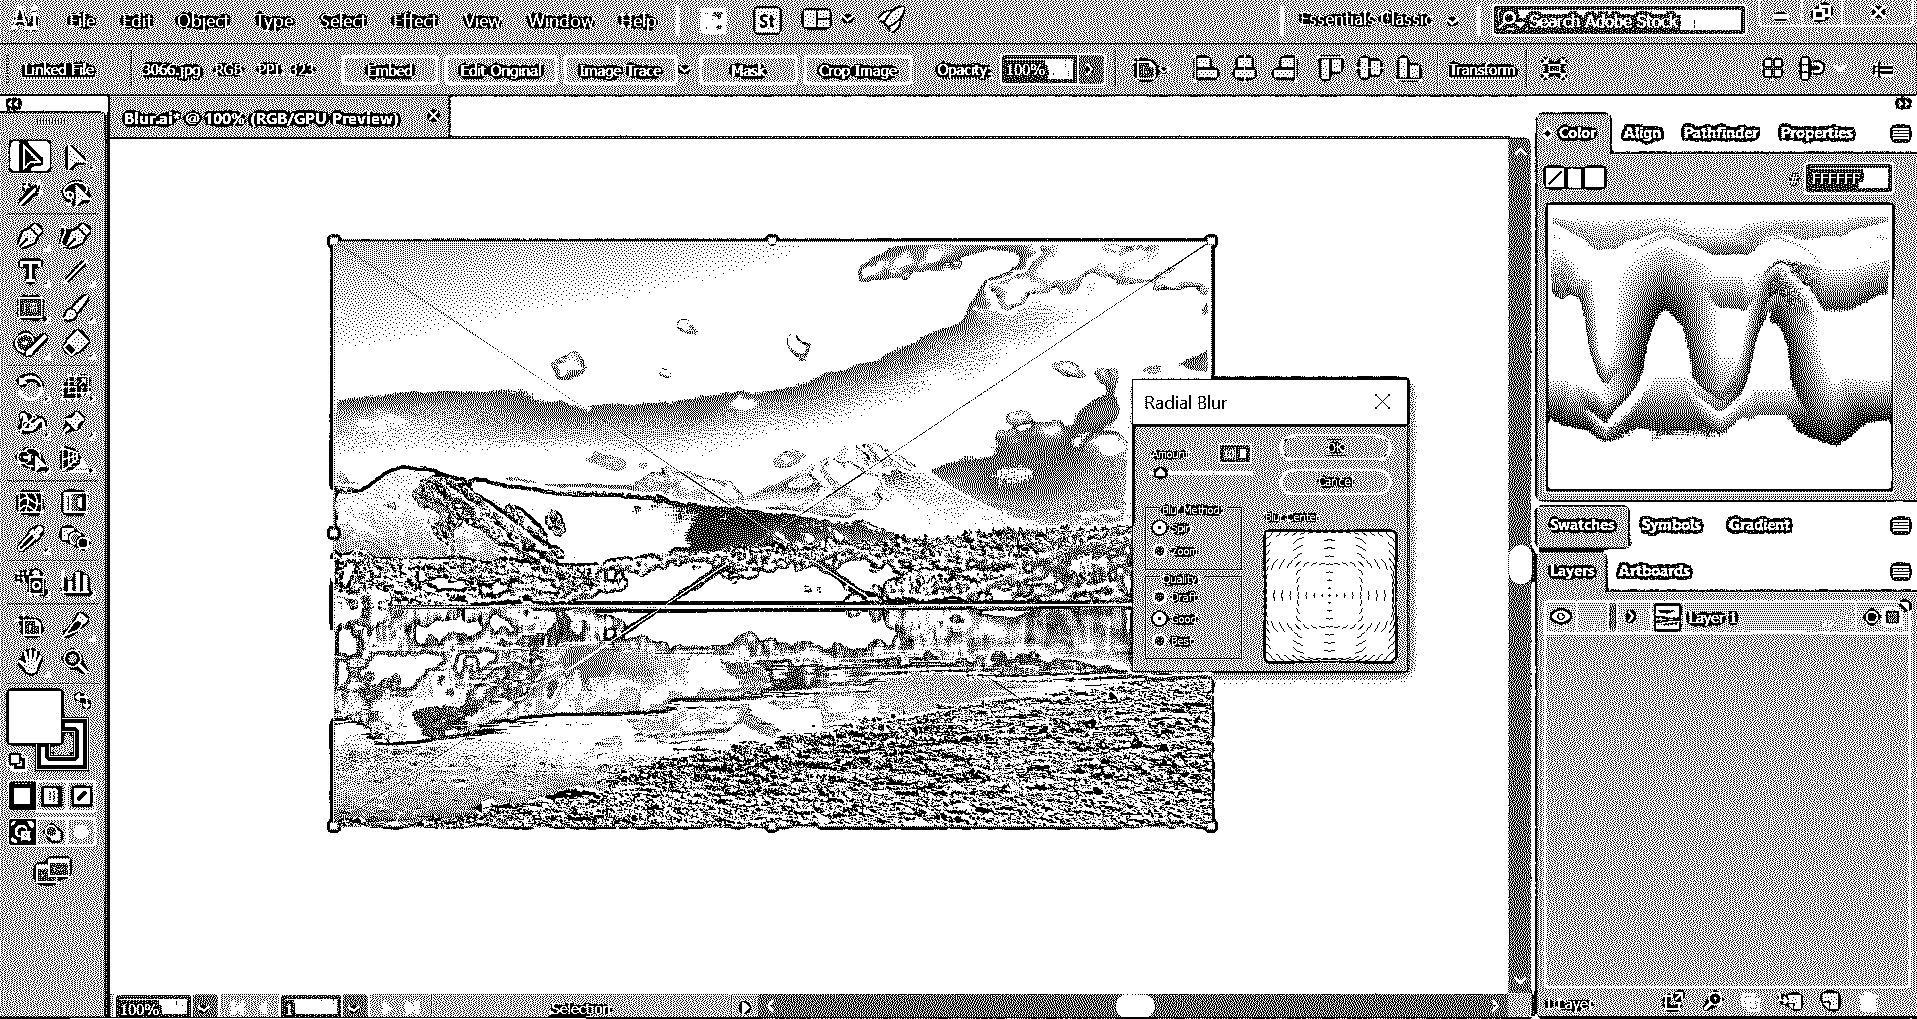 Ai File Edit Object Type Select Effect View Window Help St Essentials Classic Search Adobe Stock
Linked File 3066.jpg RGB PPI: 323 Embed Edit Original Image Trace Mask Crop Image Opacity: 100% Transform
Blur.ai* @ 100% (RGB/GPU Preview)
Color Align Pathfinder Properties
# FFFFFF
Radial Blur
Amount
OK
Cancel
Blur Method
Spin
Zoom
Blur Center
Quality
Draft
Good
Best
Swatches Symbols Gradient
Layers Artboards
Layer 1
100% 1 Selection
1 Layer